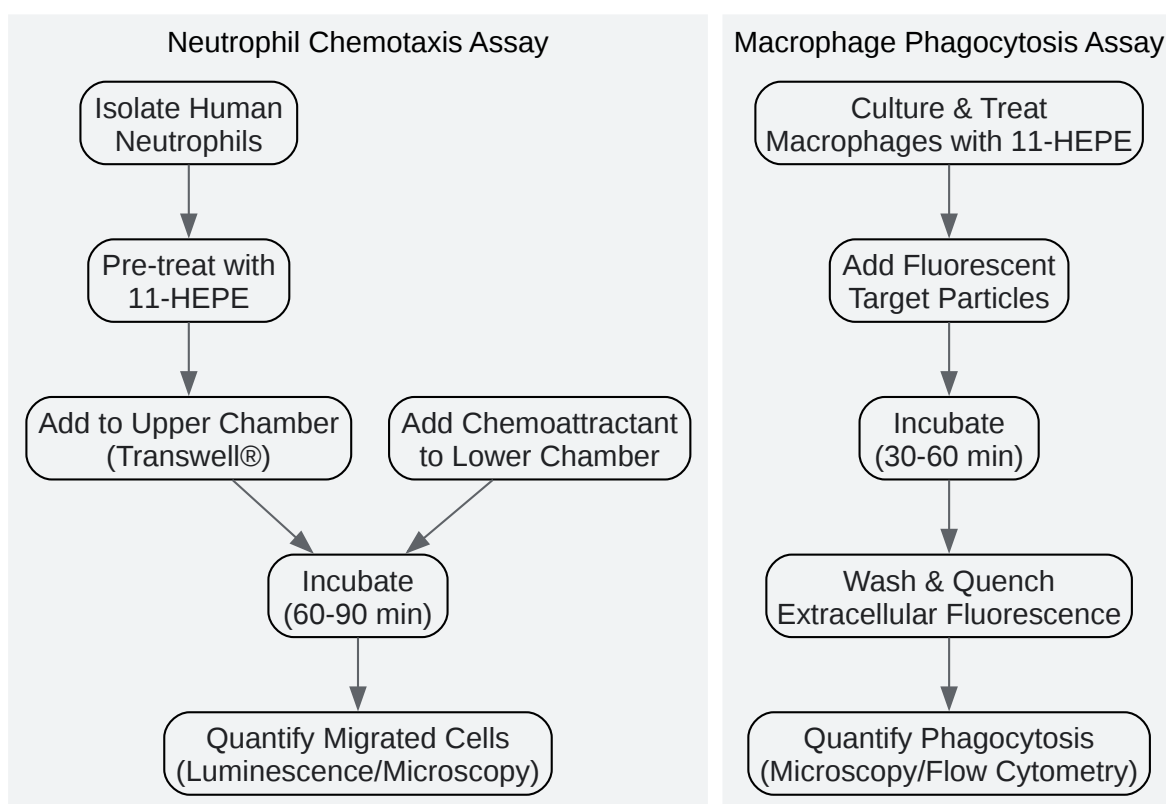 Neutrophil Chemotaxis Assay
Isolate Human
Neutrophils
Pre-treat with
11-HEPE
Add to Upper Chamber
(Transwell®)
Add Chemoattractant
to Lower Chamber
Incubate
(60-90 min)
Quantify Migrated Cells
(Luminescence/Microscopy)
Macrophage Phagocytosis Assay
Culture & Treat
Macrophages with 11-HEPE
Add Fluorescent
Target Particles
Incubate
(30-60 min)
Wash & Quench
Extracellular Fluorescence
Quantify Phagocytosis
(Microscopy/Flow Cytometry)